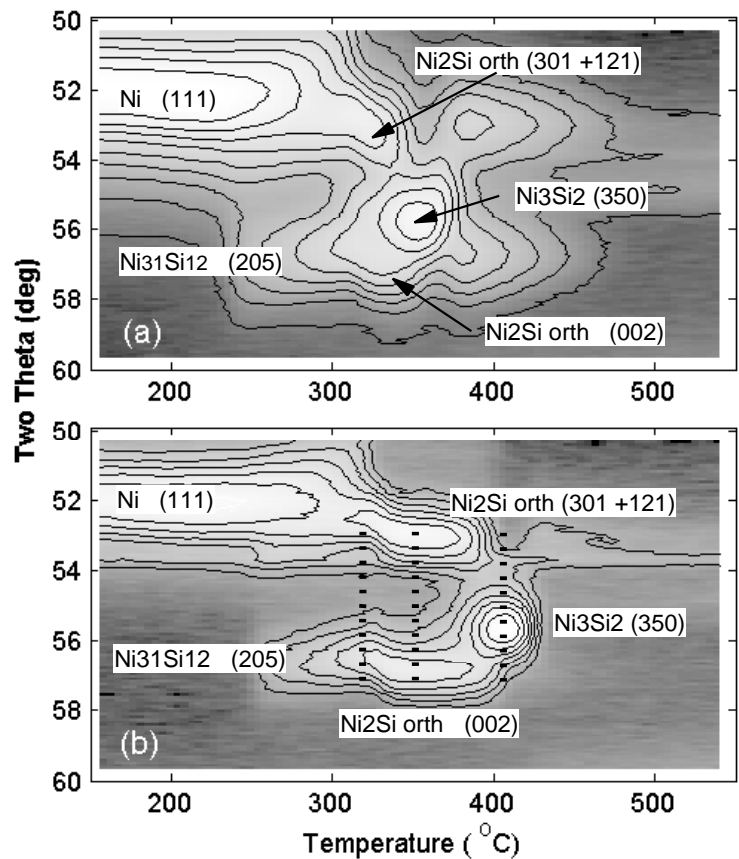 50
52
54
56
58
60
Ni (111)
Ni2Si orth (301 +121)
Ni3Si2 (350)
Ni31Si12 (205)
Ni2Si orth (002)
(a)
200
300
400
500
Two Theta (deg)
50
52
54
56
58
60
Ni (111)
Ni2Si orth (301 +121)
Ni3Si2 (350)
Ni31Si12 (205)
Ni2Si orth (002)
(b)
200
300
400
500
Temperature ( °C)